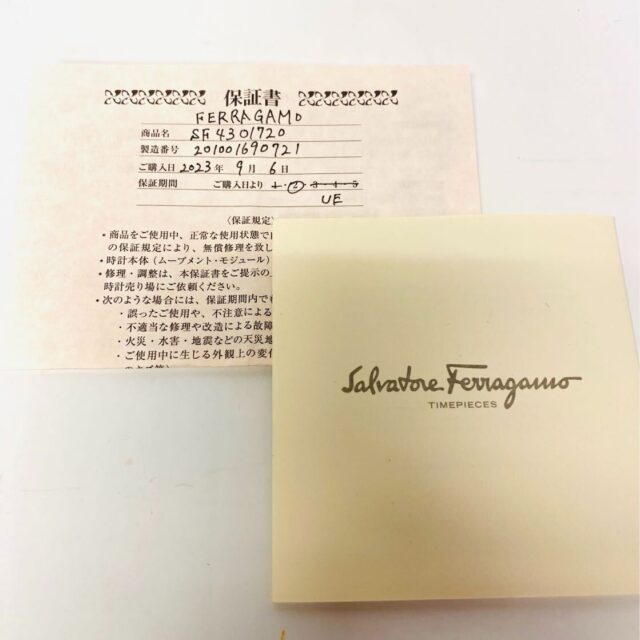 保証書
FERRAGAMO
商品名 SF4301720
製造番号 201001690721
ご購入日 2023年 9月 6日
保証期間 ご購入日より 1・2・3・4・5
UE
〈保証規定〉
・商品をご使用中、正常な使用状態で
の保証規定により、無償修理を致し
・時計本体（ムーブメント・モジュール）
・修理・調整は、本保証書をご提示の上
時計売り場にご依頼ください。
・次のような場合には、保証期間内で
・誤ったご使用や、不注意による
・不適当な修理や改造による故障
・火災・水害・地震などの天災地
・ご使用中に生じる外観上の変化
Salvatore Ferragamo
TIMEPIECES